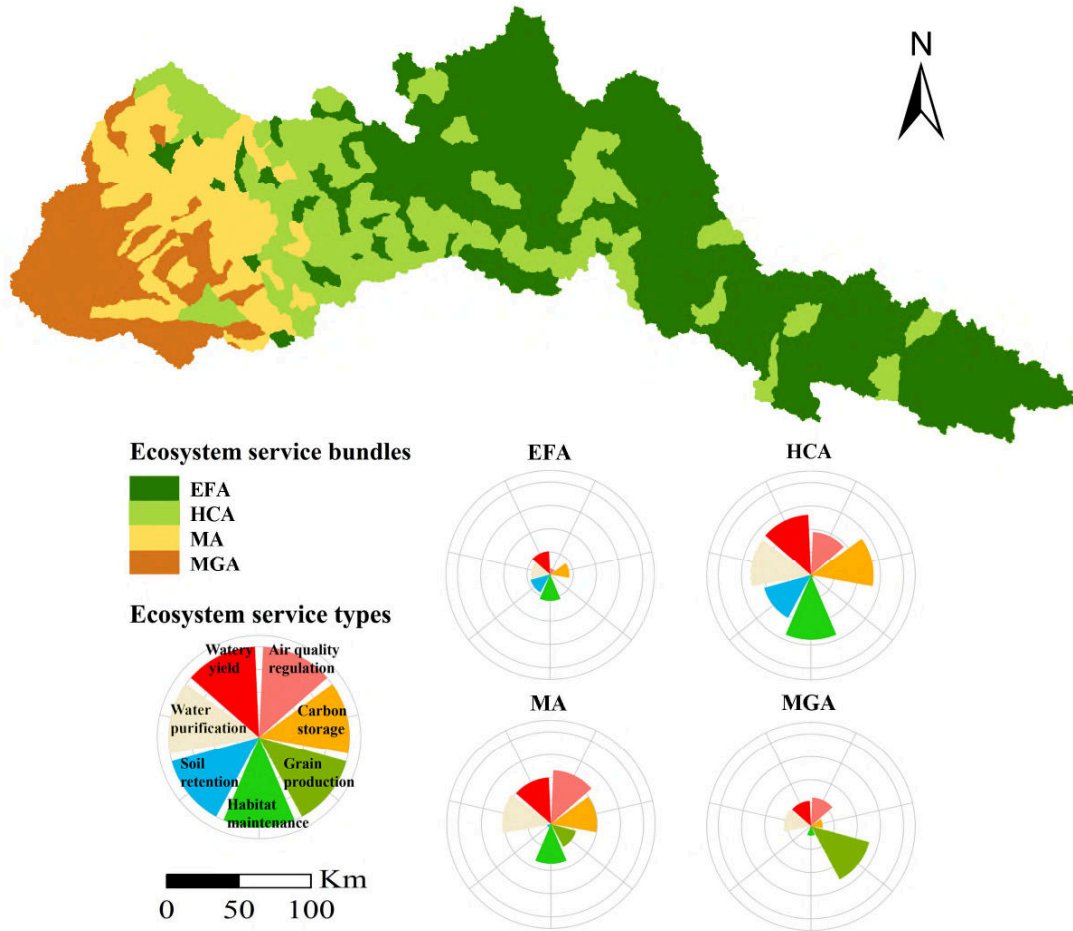 N
Ecosystem service bundles
EFA
HCA
MA
MGA
Ecosystem service types
Watery
yield
Air quality
regulation
Water
purification
Carbon
storage
Soil
retention
Grain
production
Habitat
maintenance
Km
0 50 100
EFA
HCA
MA
MGA